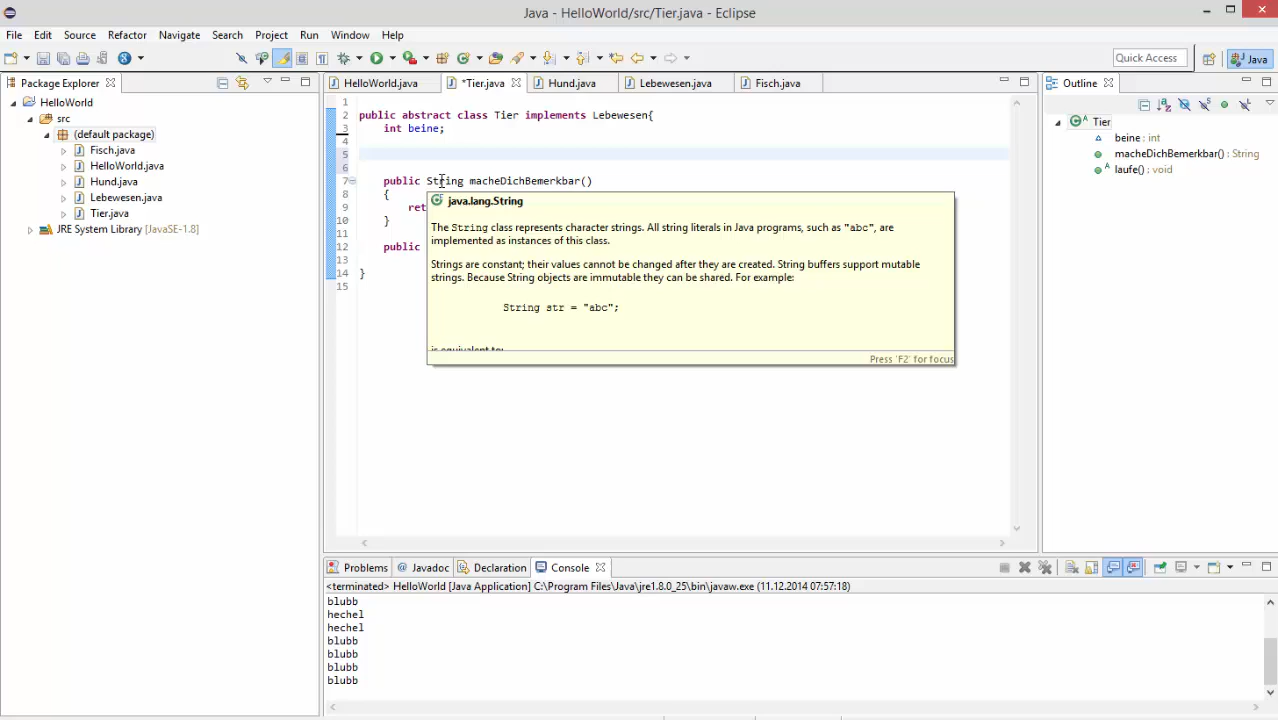 Java - HelloWorld/src/Tier.java - Eclipse
File Edit Source Refactor Navigate Search Project Run Window Help
Quick Access Java
Package Explorer
HelloWorld
src
(default package)
Fisch.java
HelloWorld.java
Hund.java
Lebewesen.java
Tier.java
JRE System Library [JavaSE-1.8]
HelloWorld.java *Tier.java Hund.java Lebewesen.java Fisch.java
1
2 public abstract class Tier implements Lebewesen{
3 int beine;
4
5
6
7 public String macheDichBemerkbar()
8 {
9 ret
10 }
11
12 public
13
14 }
15
java.lang.String
The String class represents character strings. All string literals in Java programs, such as "abc", are
implemented as instances of this class.
Strings are constant; their values cannot be changed after they are created. String buffers support mutable
strings. Because String objects are immutable they can be shared. For example:
String str = "abc";
is equivalent to:
Press 'F2' for focus
Outline
Tier
beine : int
macheDichBemerkbar() : String
laufe() : void
Problems Javadoc Declaration Console
<terminated> HelloWorld [Java Application] C:\Program Files\Java\jre1.8.0_25\bin\javaw.exe (11.12.2014 07:57:18)
blubb
hechel
hechel
blubb
blubb
blubb
blubb